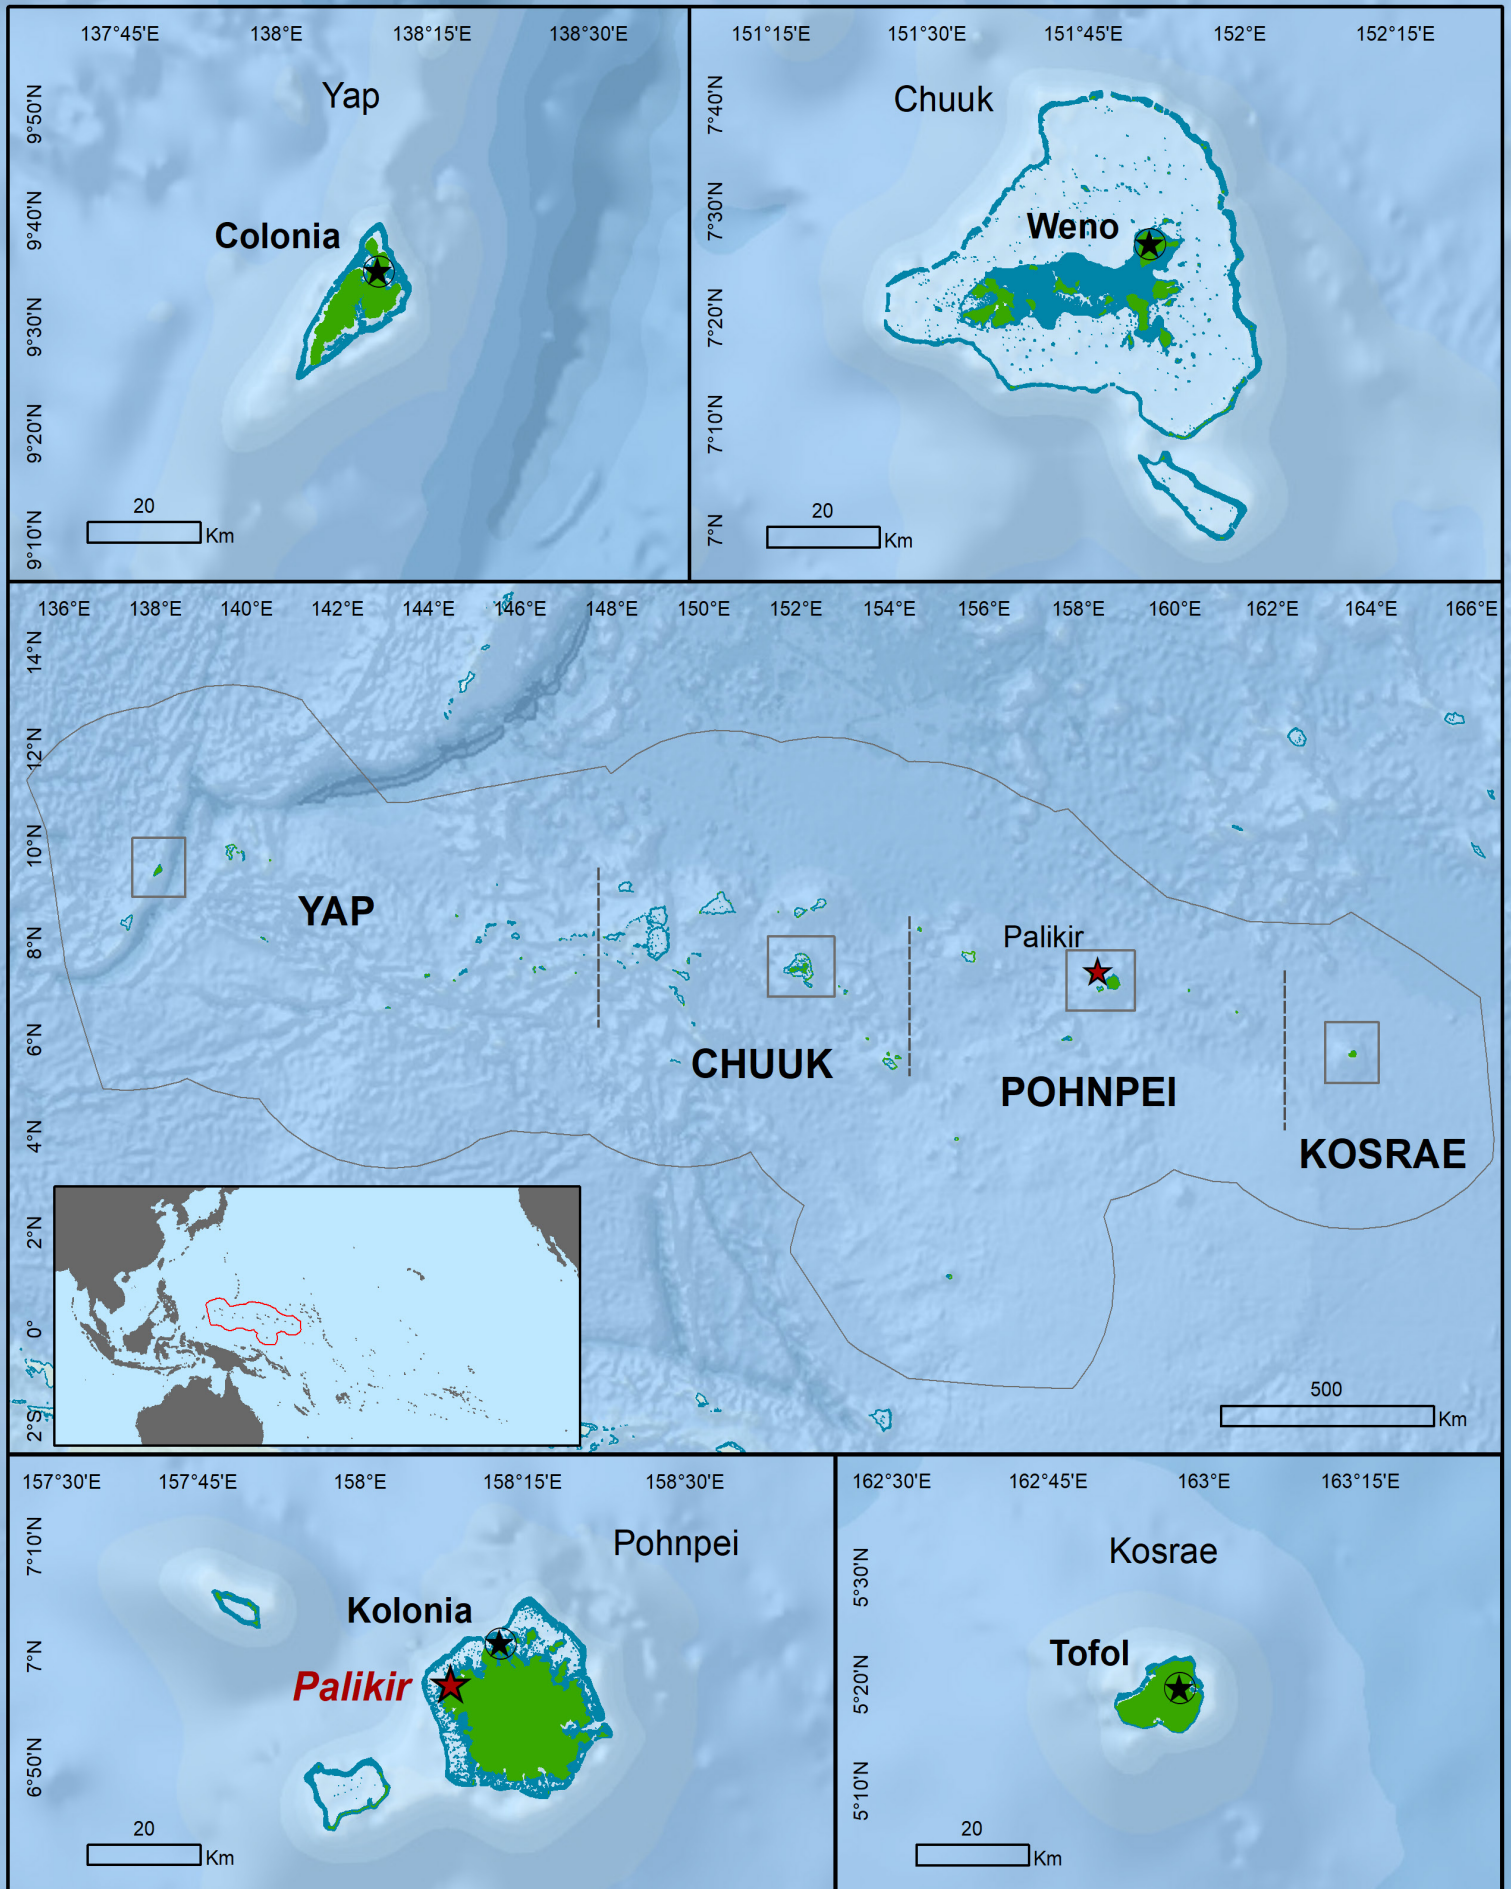 137°45'E 138°E 138°15'E 138°30'E
9°50'N
9°40'N
9°30'N
9°20'N
9°10'N
Yap
Colonia
20
Km
151°15'E 151°30'E 151°45'E 152°E 152°15'E
7°40'N
7°30'N
7°20'N
7°10'N
7°N
Chuuk
Weno
20
Km
136°E 138°E 140°E 142°E 144°E 146°E 148°E 150°E 152°E 154°E 156°E 158°E 160°E 162°E 164°E 166°E
14°N
12°N
10°N
8°N
6°N
4°N
2°N
0°
2°S
YAP
Palikir
CHUUK
POHNPEI
KOSRAE
500
Km
157°30'E 157°45'E 158°E 158°15'E 158°30'E
7°10'N
7°N
6°50'N
Pohnpei
Kolonia
Palikir
20
Km
162°30'E 162°45'E 163°E 163°15'E
5°30'N
5°20'N
5°10'N
Kosrae
Tofol
20
Km